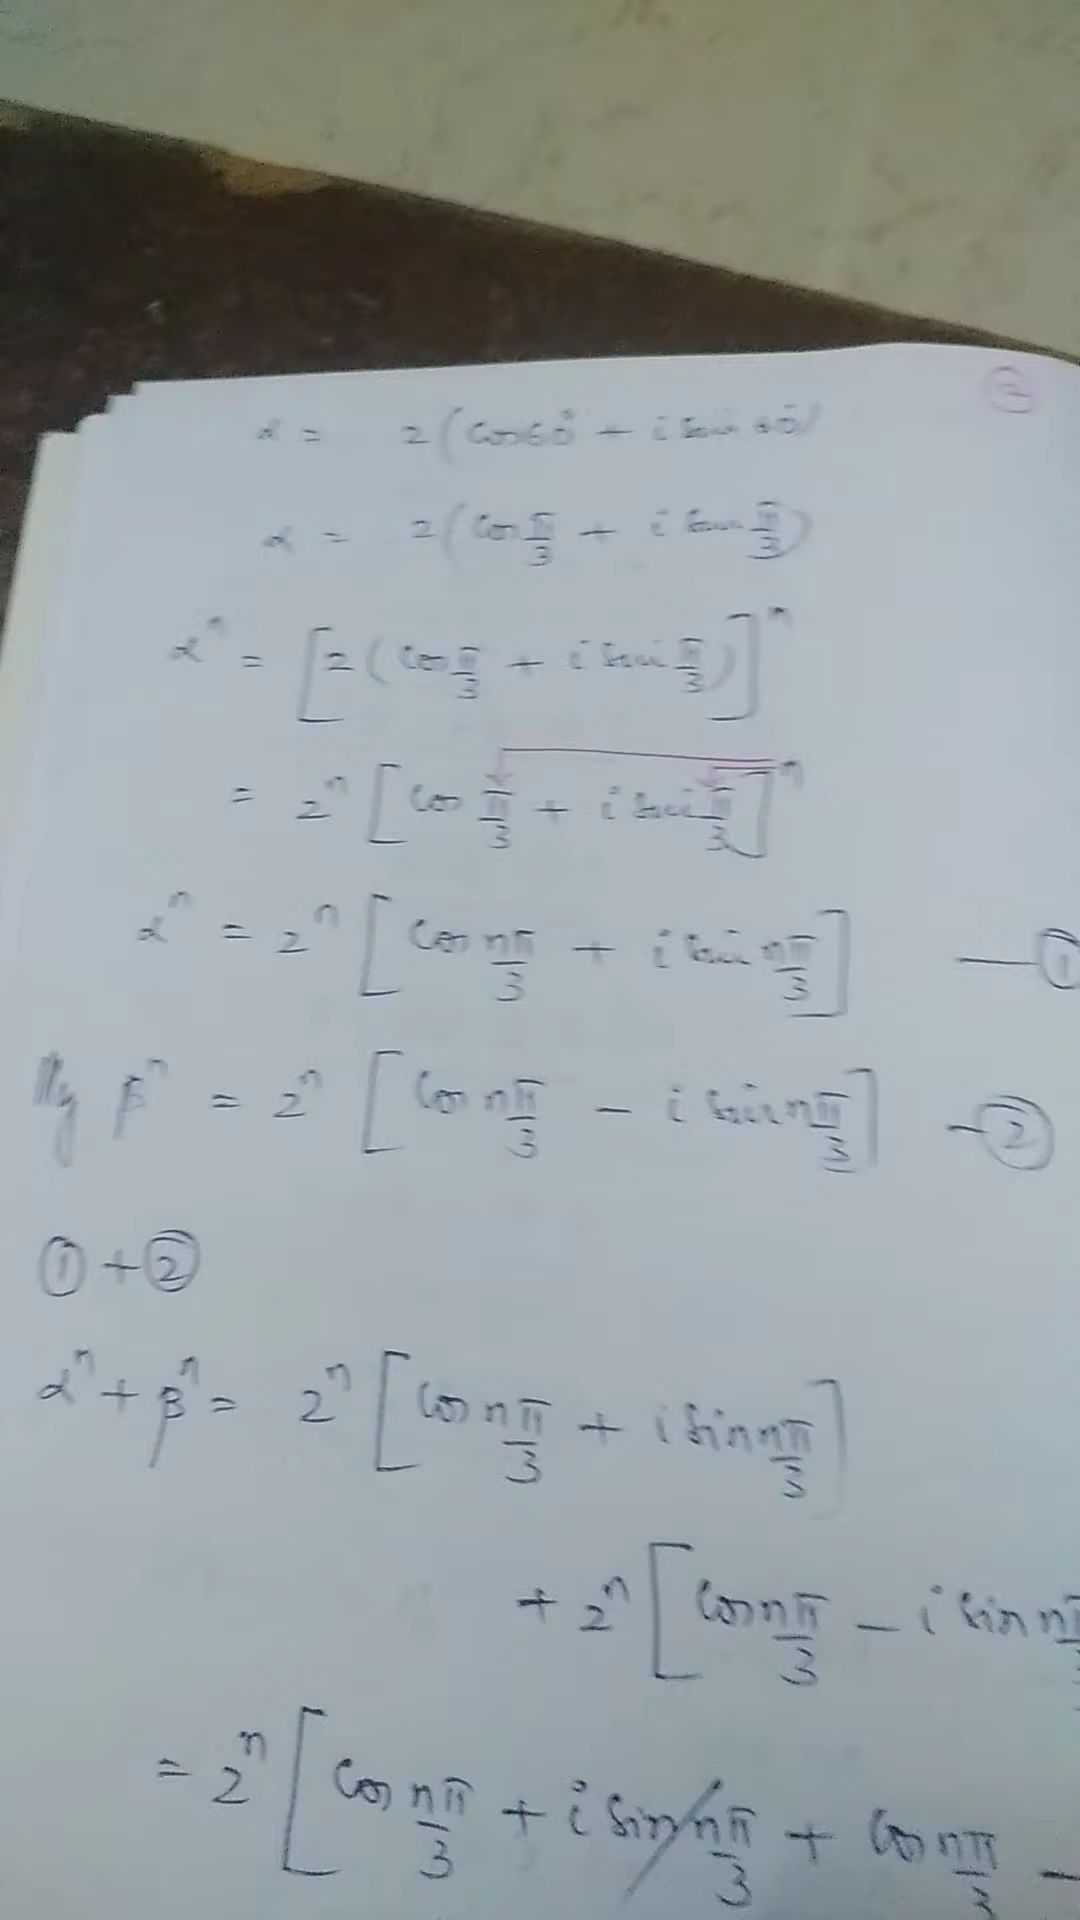 ②
α = 2(cos60° + i sin 60°)
α = 2(cos π/3 + i sin π/3)
αⁿ = [2(cos π/3 + i sin π/3)]ⁿ
= 2ⁿ [cos π/3 + i sin π/3]ⁿ
αⁿ = 2ⁿ [cos nπ/3 + i sin nπ/3] —①
|||ly βⁿ = 2ⁿ [cos nπ/3 - i sin nπ/3] —②
① + ②
αⁿ + βⁿ = 2ⁿ [cos nπ/3 + i sin nπ/3]
+ 2ⁿ [cos nπ/3 - i sin nπ
= 2ⁿ [cos nπ/3 + i sin nπ/3 + cos nπ/3 -